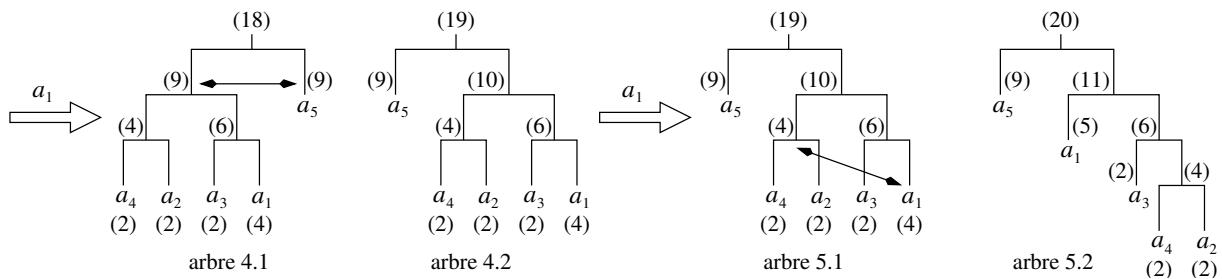 (18) (19) (19) (20)
(9) (9) (9) (10) (9) (10) (9) (11)
a1 a5 a5 a1 a5 a5
(4) (6) (4) (6) (4) (6) (5) (6)
a1
(2) (4)
a4 a2 a3 a1 a4 a2 a3 a1 a4 a2 a3 a1 a3
(2) (2) (2) (4) (2) (2) (2) (4) (2) (2) (2) (4)
a4 a2
arbre 4.1 arbre 4.2 arbre 5.1 arbre 5.2 (2) (2)